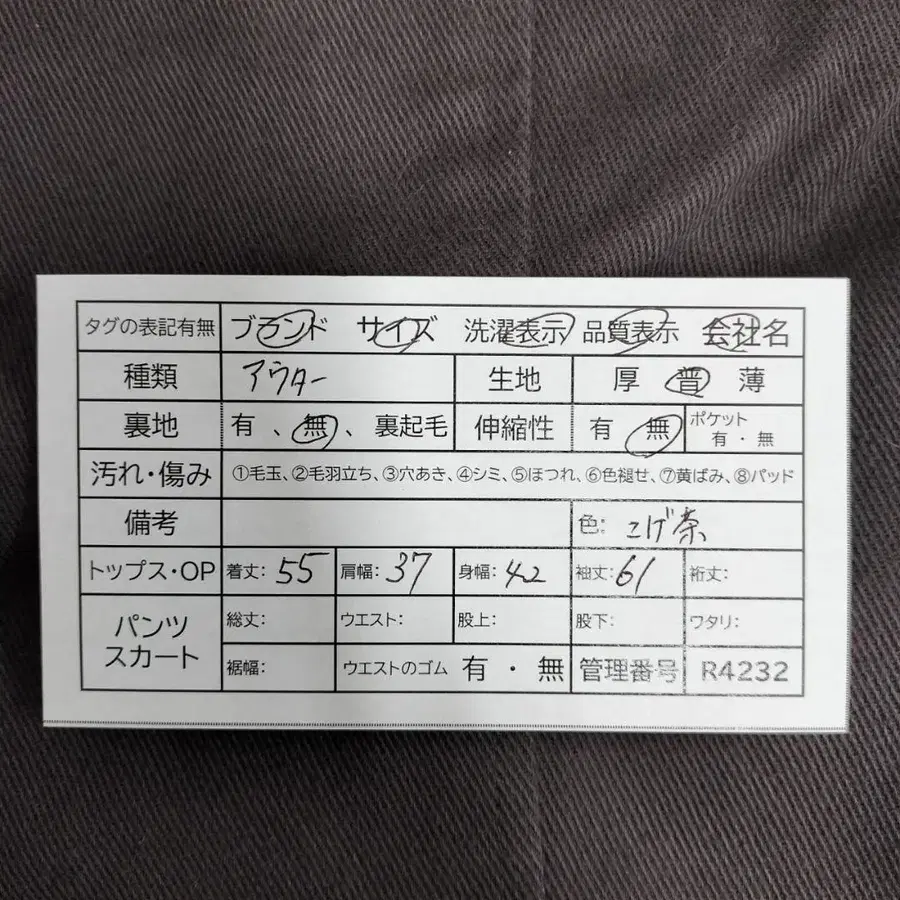 タグの表記有無 ブランド サイズ 洗濯表示 品質表示 会社名
種類 アウター 生地 厚 普 薄
裏地 有 、無、 裏起毛 伸縮性 有 無 ポケット 有・無
汚れ・傷み ①毛玉、②毛羽立ち、③穴あき、④シミ、⑤ほつれ、⑥色褪せ、⑦黄ばみ、⑧パッド
備考 色: こげ茶
トップス・OP 着丈: 55 肩幅: 37 身幅: 42 袖丈: 61 裄丈:
パンツ スカート 総丈: ウエスト: 股上: 股下: ワタリ:
裾幅: ウエストのゴム 有 ・ 無 管理番号 R4232